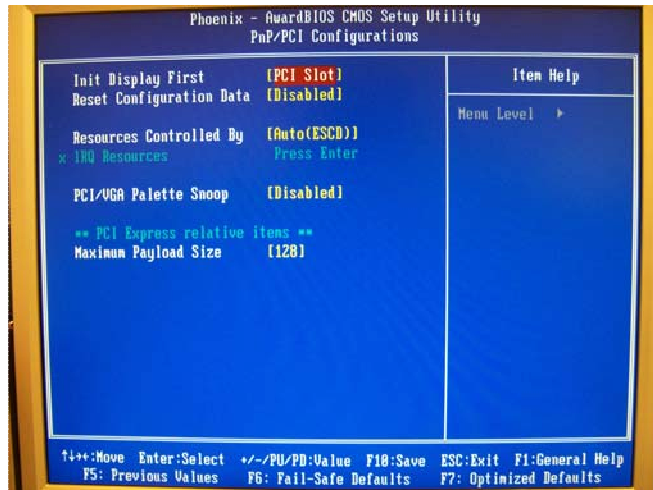 Phoenix - AwardBIOS CMOS Setup Utility
PnP/PCI Configurations
Init Display First [PCI Slot]
Reset Configuration Data [Disabled]
Resources Controlled By [Auto(ESCD)]
x IRQ Resources Press Enter
PCI/VGA Palette Snoop [Disabled]
** PCI Express relative items **
Maximum Payload Size [128]
Item Help
Menu Level ▶
↑↓→←:Move Enter:Select +/-/PU/PD:Value F10:Save ESC:Exit F1:General Help
F5: Previous Values F6: Fail-Safe Defaults F7: Optimized Defaults